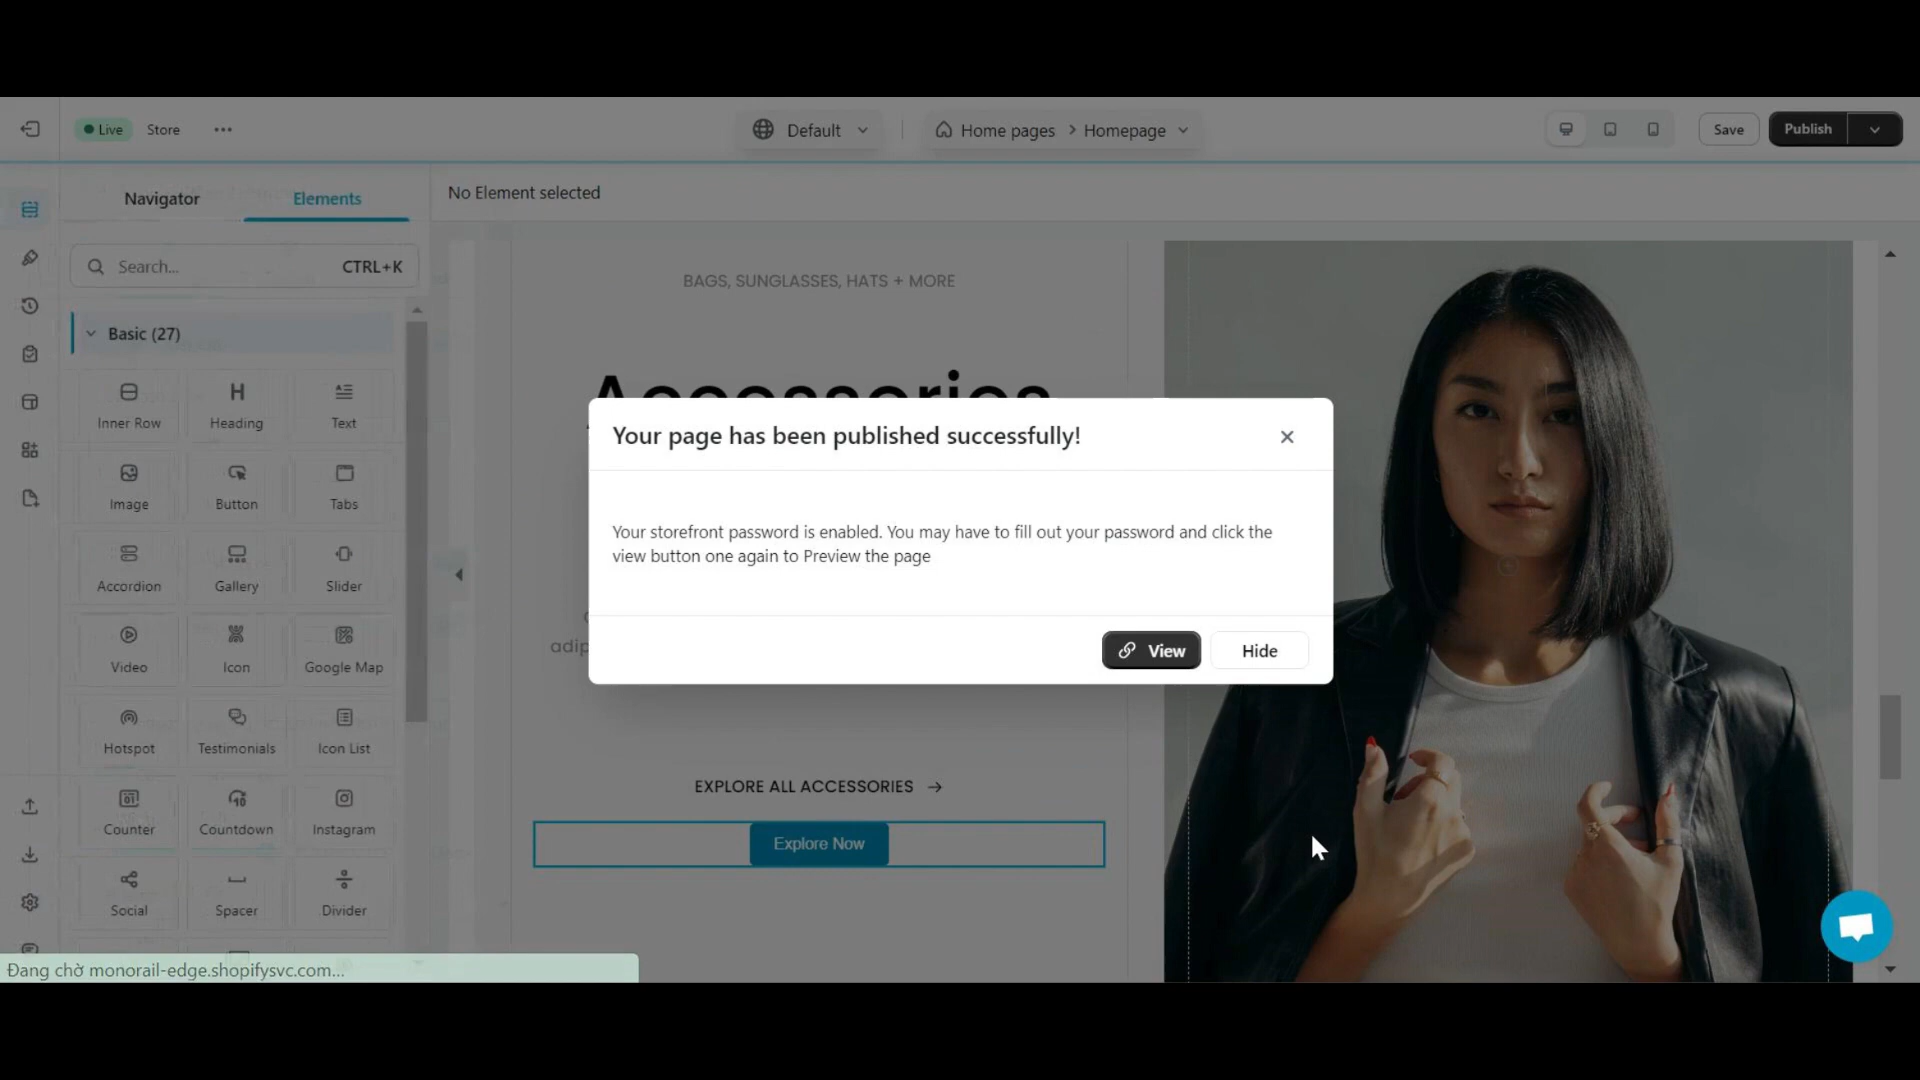 Live
Store
Default
Home pages > Homepage
Save
Publish
Navigator
Elements
No Element selected
Search...
CTRL+K
Basic (27)
Inner Row
Heading
Text
Image
Button
Tabs
Accordion
Gallery
Slider
Video
Icon
Google Map
Hotspot
Testimonials
Icon List
Counter
Countdown
Instagram
Social
Spacer
Divider
BAGS, SUNGLASSES, HATS + MORE
Accessories
Your page has been published successfully!
Your storefront password is enabled. You may have to fill out your password and click the
view button one again to Preview the page
View
Hide
EXPLORE ALL ACCESSORIES →
Explore Now
Đang chờ monorail-edge.shopifysvc.com...